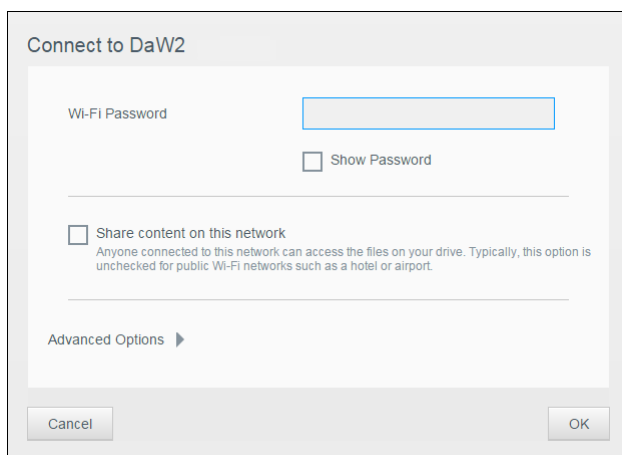 Connect to DaW2
Wi-Fi Password
Show Password
Share content on this network
Anyone connected to this network can access the files on your drive. Typically, this option is
unchecked for public Wi-Fi networks such as a hotel or airport.
Advanced Options
Cancel
OK